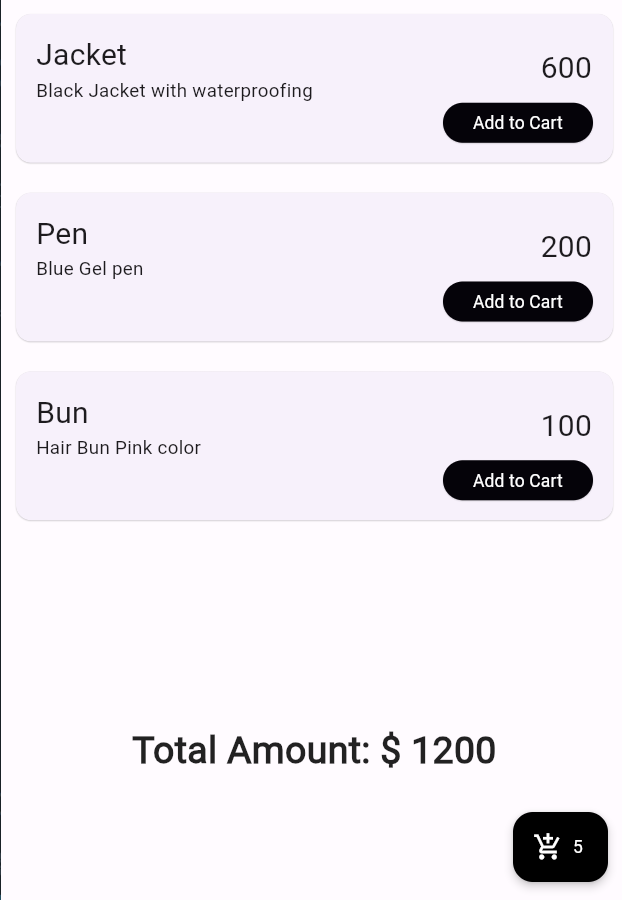 Jacket
Black Jacket with waterproofing
600
Add to Cart
Pen
Blue Gel pen
200
Add to Cart
Bun
Hair Bun Pink color
100
Add to Cart
Total Amount: $ 1200
5